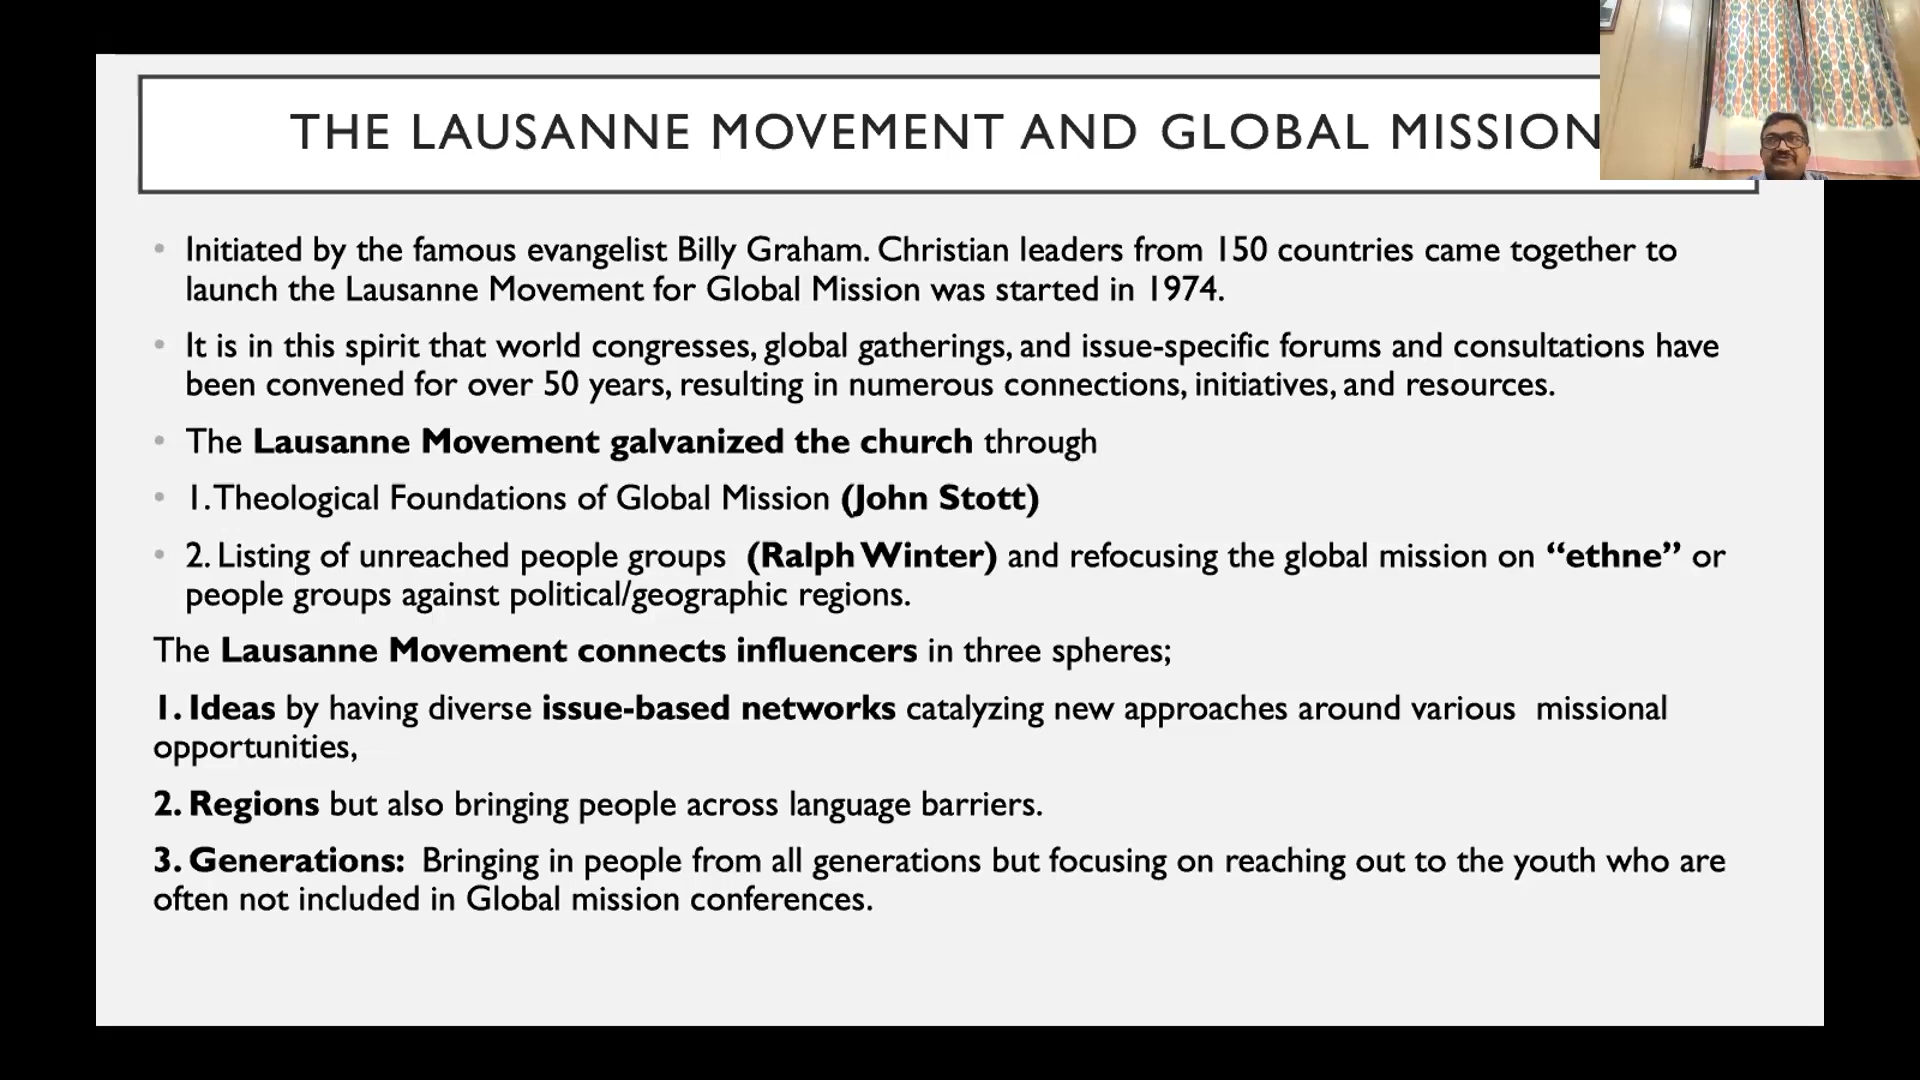 THE LAUSANNE MOVEMENT AND GLOBAL MISSION
Initiated by the famous evangelist Billy Graham. Christian leaders from 150 countries came together to
launch the Lausanne Movement for Global Mission was started in 1974.
It is in this spirit that world congresses, global gatherings, and issue-specific forums and consultations have
been convened for over 50 years, resulting in numerous connections, initiatives, and resources.
The Lausanne Movement galvanized the church through
1. Theological Foundations of Global Mission (John Stott)
2. Listing of unreached people groups (Ralph Winter) and refocusing the global mission on “ethne” or
people groups against political/geographic regions.
The Lausanne Movement connects influencers in three spheres;
1. Ideas by having diverse issue-based networks catalyzing new approaches around various missional
opportunities,
2. Regions but also bringing people across language barriers.
3. Generations: Bringing in people from all generations but focusing on reaching out to the youth who are
often not included in Global mission conferences.